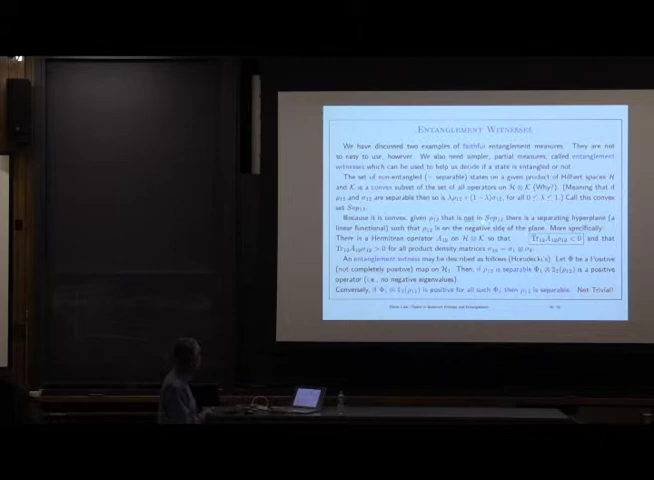 ENTANGLEMENT WITNESSES
We have discussed two examples of faithful entanglement measures. They are not
so easy to use, however. We also need simpler, partial measures, called entanglement
witnesses which can be used to help us decide if a state is entangled or not.
The set of non-entangled (= separable) states on a given product of Hilbert spaces H
and K is a convex subset of the set of all operators on H ⊗ K (Why?). [Meaning that if
ρ₁₂ and σ₁₂ are separable then so is λρ₁₂+(1−λ)σ₁₂, for all 0 ≤ λ ≤ 1.] Call this convex
set Sep₁₂.
Because it is convex, given ρ₁₂ that is not in Sep₁₂ there is a separating hyperplane (a
linear functional) such that ρ₁₂ is on the negative side of the plane. More specifically:
There is a Hermitean operator A₁₂ on H ⊗ K so that Tr₁₂A₁₂ρ₁₂ < 0 and that
Tr₁₂A₁₂σ₁₂ > 0 for all product density matrices σ₁₂ = σ₁ ⊗ σ₂.
An entanglement witness may be described as follows (Horodecki's). Let Φ be a Positive
(not completely positive) map on H₁. Then, if ρ₁₂ is separable Φ₁ ⊗ 𝟙₂(ρ₁₂) is a positive
operator (i.e., no negative eigenvalues).
Conversely, if Φ₁ ⊗ 𝟙₂(ρ₁₂) is positive for all such Φ₁ then ρ₁₂ is separable. Not Trivial!